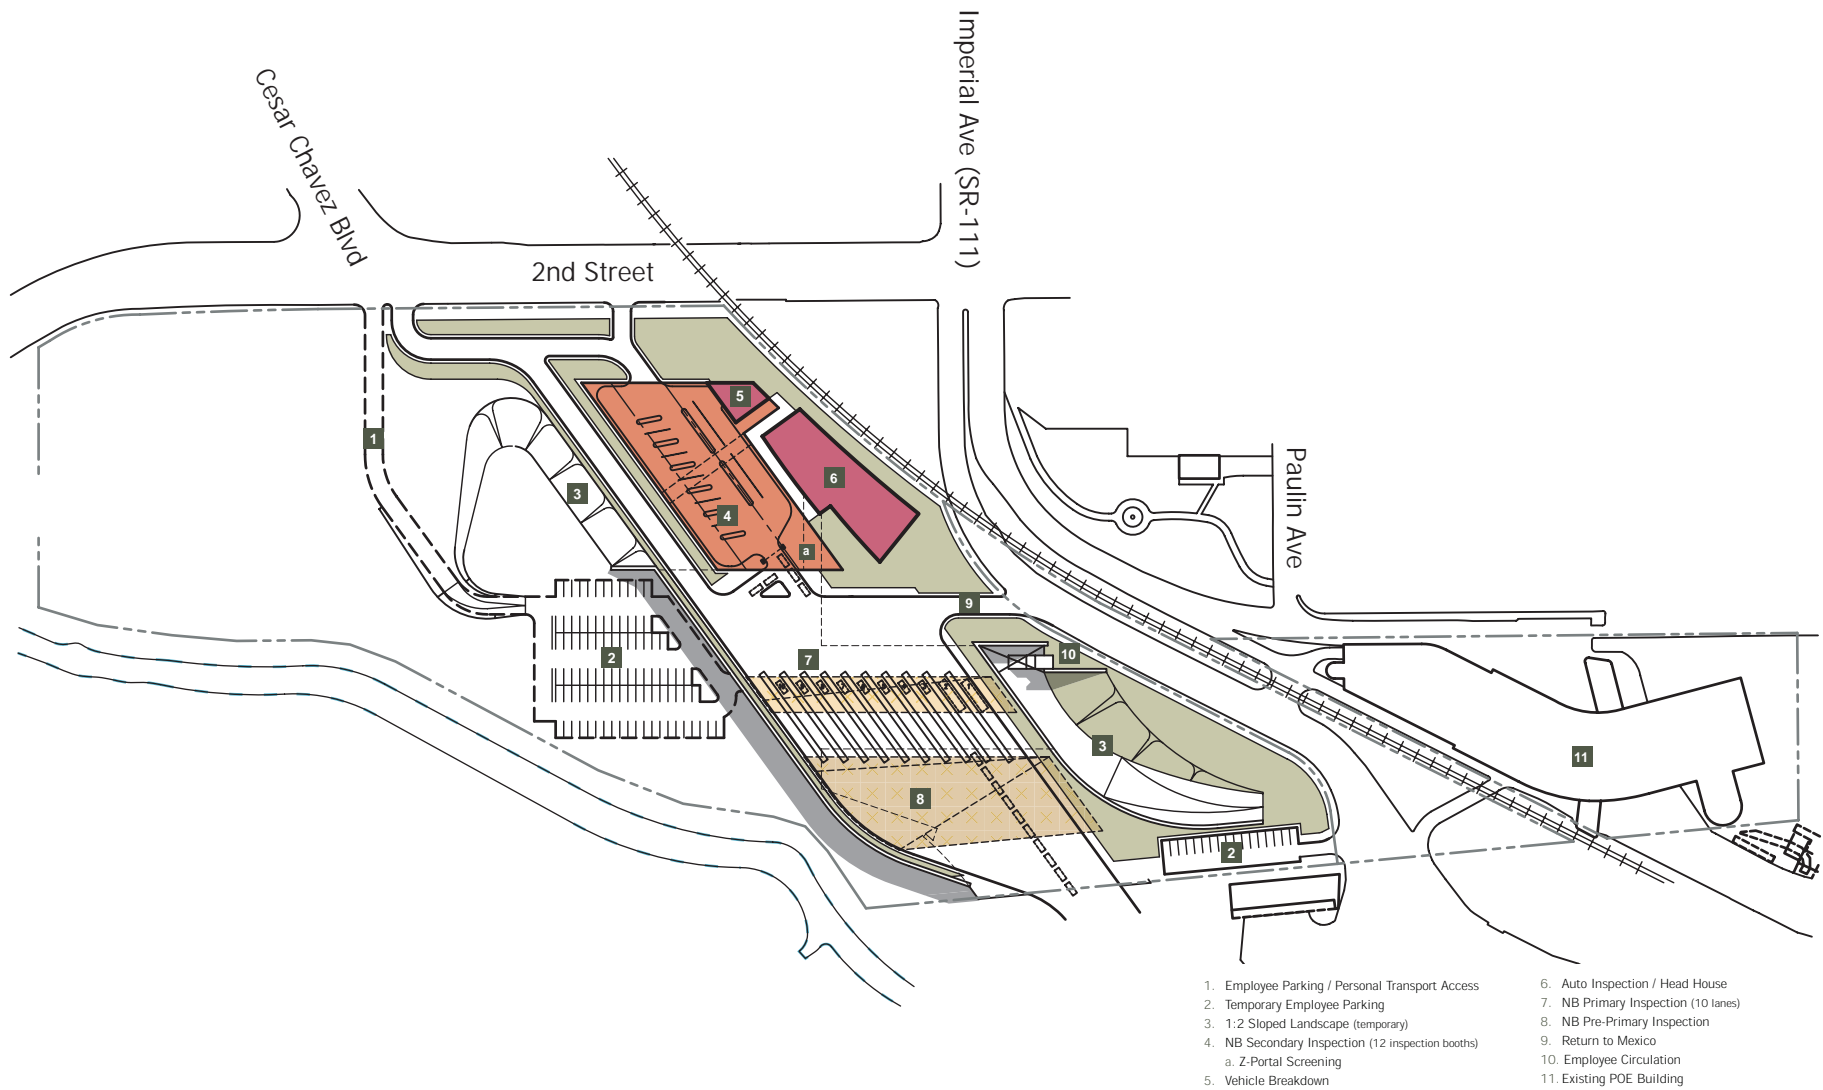 Imperial Ave (SR-111)
Cesar Chavez Blvd
2nd Street
Paulin Ave
5
1
6
3
4
a
9
10
7
2
3
11
8
2
1. Employee Parking / Personal Transport Access
2. Temporary Employee Parking
3. 1:2 Sloped Landscape (temporary)
4. NB Secondary Inspection (12 inspection booths)
a. Z-Portal Screening
5. Vehicle Breakdown
6. Auto Inspection / Head House
7. NB Primary Inspection (10 lanes)
8. NB Pre-Primary Inspection
9. Return to Mexico
10. Employee Circulation
11. Existing POE Building